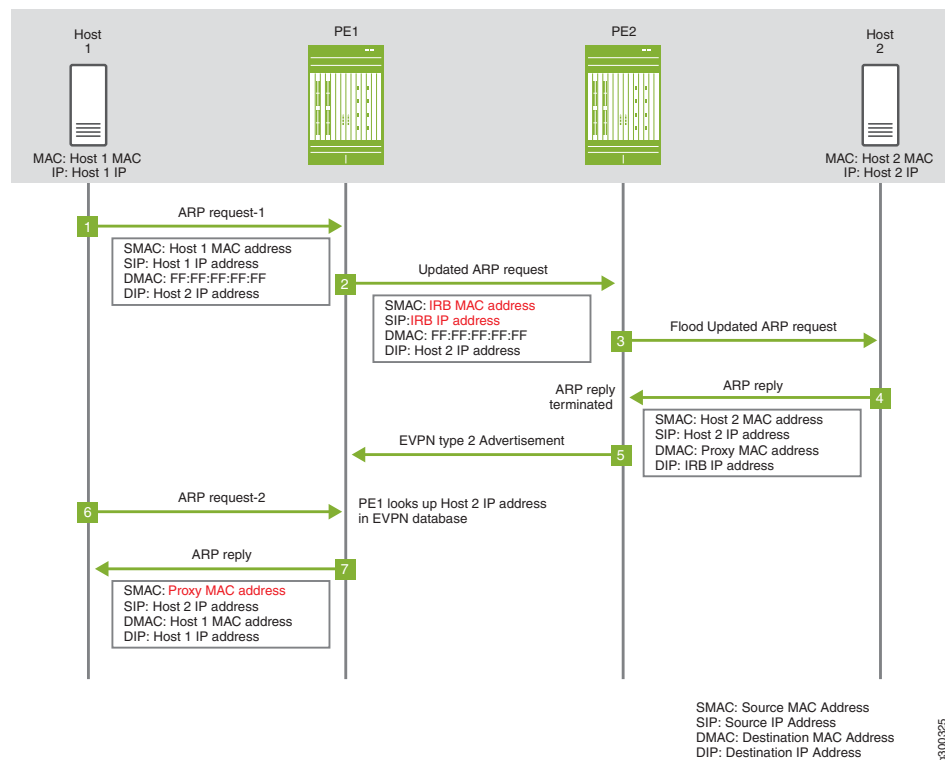 Host
1
PE1
PE2
Host
2
MAC: Host 1 MAC
IP: Host 1 IP
MAC: Host 2 MAC
IP: Host 2 IP
1
ARP request-1
SMAC: Host 1 MAC address
SIP: Host 1 IP address
DMAC: FF:FF:FF:FF:FF
DIP: Host 2 IP address
2
Updated ARP request
SMAC: IRB MAC address
SIP:IRB IP address
DMAC: FF:FF:FF:FF:FF
DIP: Host 2 IP address
3
Flood Updated ARP request
ARP reply
terminated
ARP reply
4
SMAC: Host 2 MAC address
SIP: Host 2 IP address
DMAC: Proxy MAC address
DIP: IRB IP address
EVPN type 2 Advertisement
5
6
ARP request-2
PE1 looks up Host 2 IP address
in EVPN database
ARP reply
7
SMAC: Proxy MAC address
SIP: Host 2 IP address
DMAC: Host 1 MAC address
DIP: Host 1 IP address
SMAC: Source MAC Address
SIP: Source IP Address
DMAC: Destination MAC Address
DIP: Destination IP Address
g300325